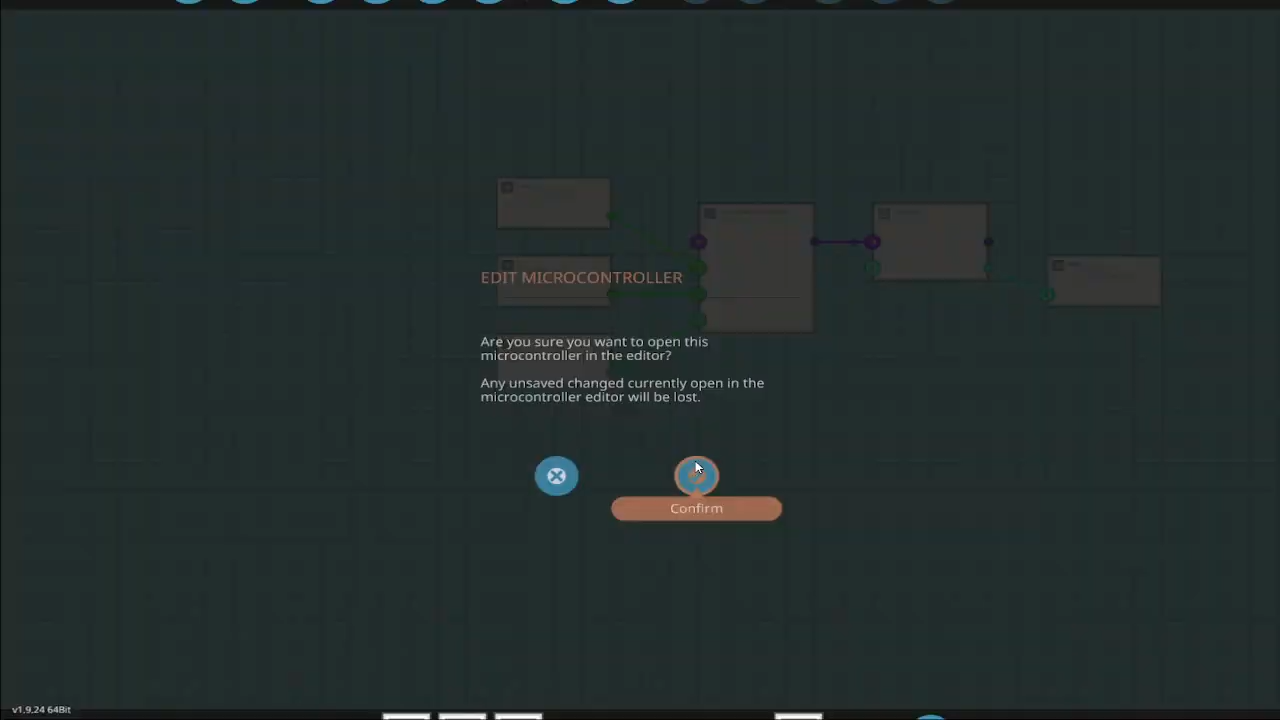 EDIT MICROCONTROLLER
Are you sure you want to open this
microcontroller in the editor?
Any unsaved changed currently open in the
microcontroller editor will be lost.
Confirm
v1.9.24 64Bit